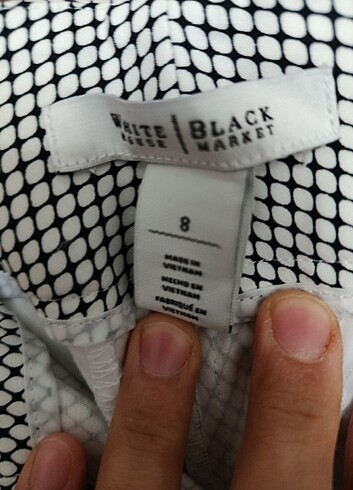 WHITE | BLACK
HOUSE MARKET
8
MADE IN
VIETNAM
HECHO EN
VIETNAM
FABRIQUÉ EN
VIETNAM